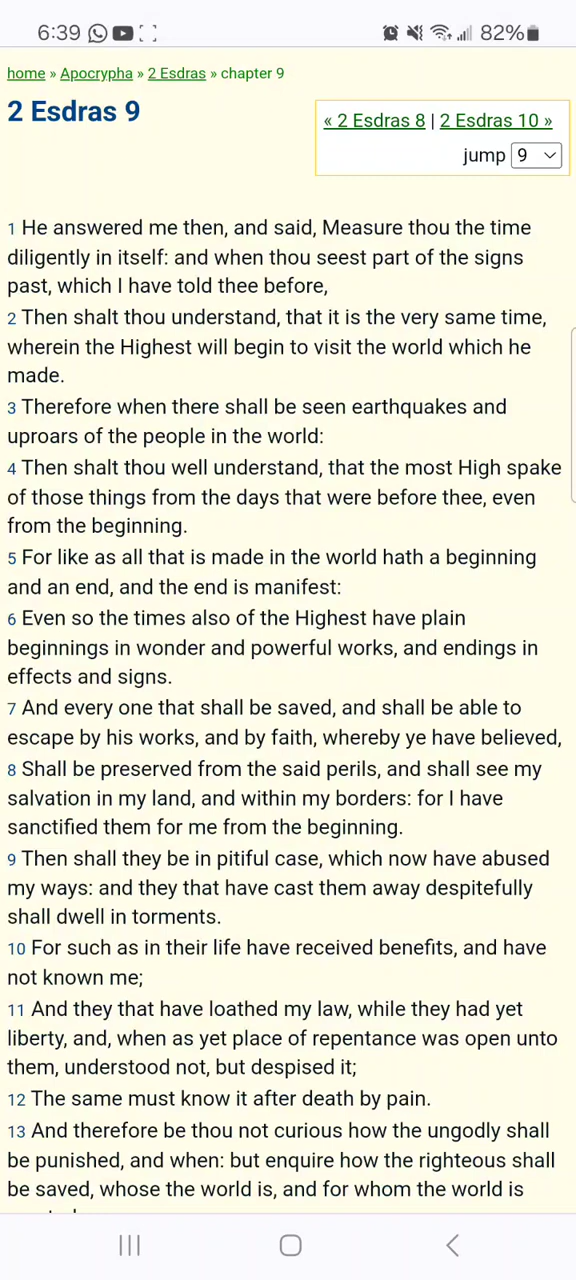 6:39
82%
home » Apocrypha » 2 Esdras » chapter 9
2 Esdras 9
« 2 Esdras 8 | 2 Esdras 10 »
jump 9
1 He answered me then, and said, Measure thou the time
diligently in itself: and when thou seest part of the signs
past, which I have told thee before,
2 Then shalt thou understand, that it is the very same time,
wherein the Highest will begin to visit the world which he
made.
3 Therefore when there shall be seen earthquakes and
uproars of the people in the world:
4 Then shalt thou well understand, that the most High spake
of those things from the days that were before thee, even
from the beginning.
5 For like as all that is made in the world hath a beginning
and an end, and the end is manifest:
6 Even so the times also of the Highest have plain
beginnings in wonder and powerful works, and endings in
effects and signs.
7 And every one that shall be saved, and shall be able to
escape by his works, and by faith, whereby ye have believed,
8 Shall be preserved from the said perils, and shall see my
salvation in my land, and within my borders: for I have
sanctified them for me from the beginning.
9 Then shall they be in pitiful case, which now have abused
my ways: and they that have cast them away despitefully
shall dwell in torments.
10 For such as in their life have received benefits, and have
not known me;
11 And they that have loathed my law, while they had yet
liberty, and, when as yet place of repentance was open unto
them, understood not, but despised it;
12 The same must know it after death by pain.
13 And therefore be thou not curious how the ungodly shall
be punished, and when: but enquire how the righteous shall
be saved, whose the world is, and for whom the world is